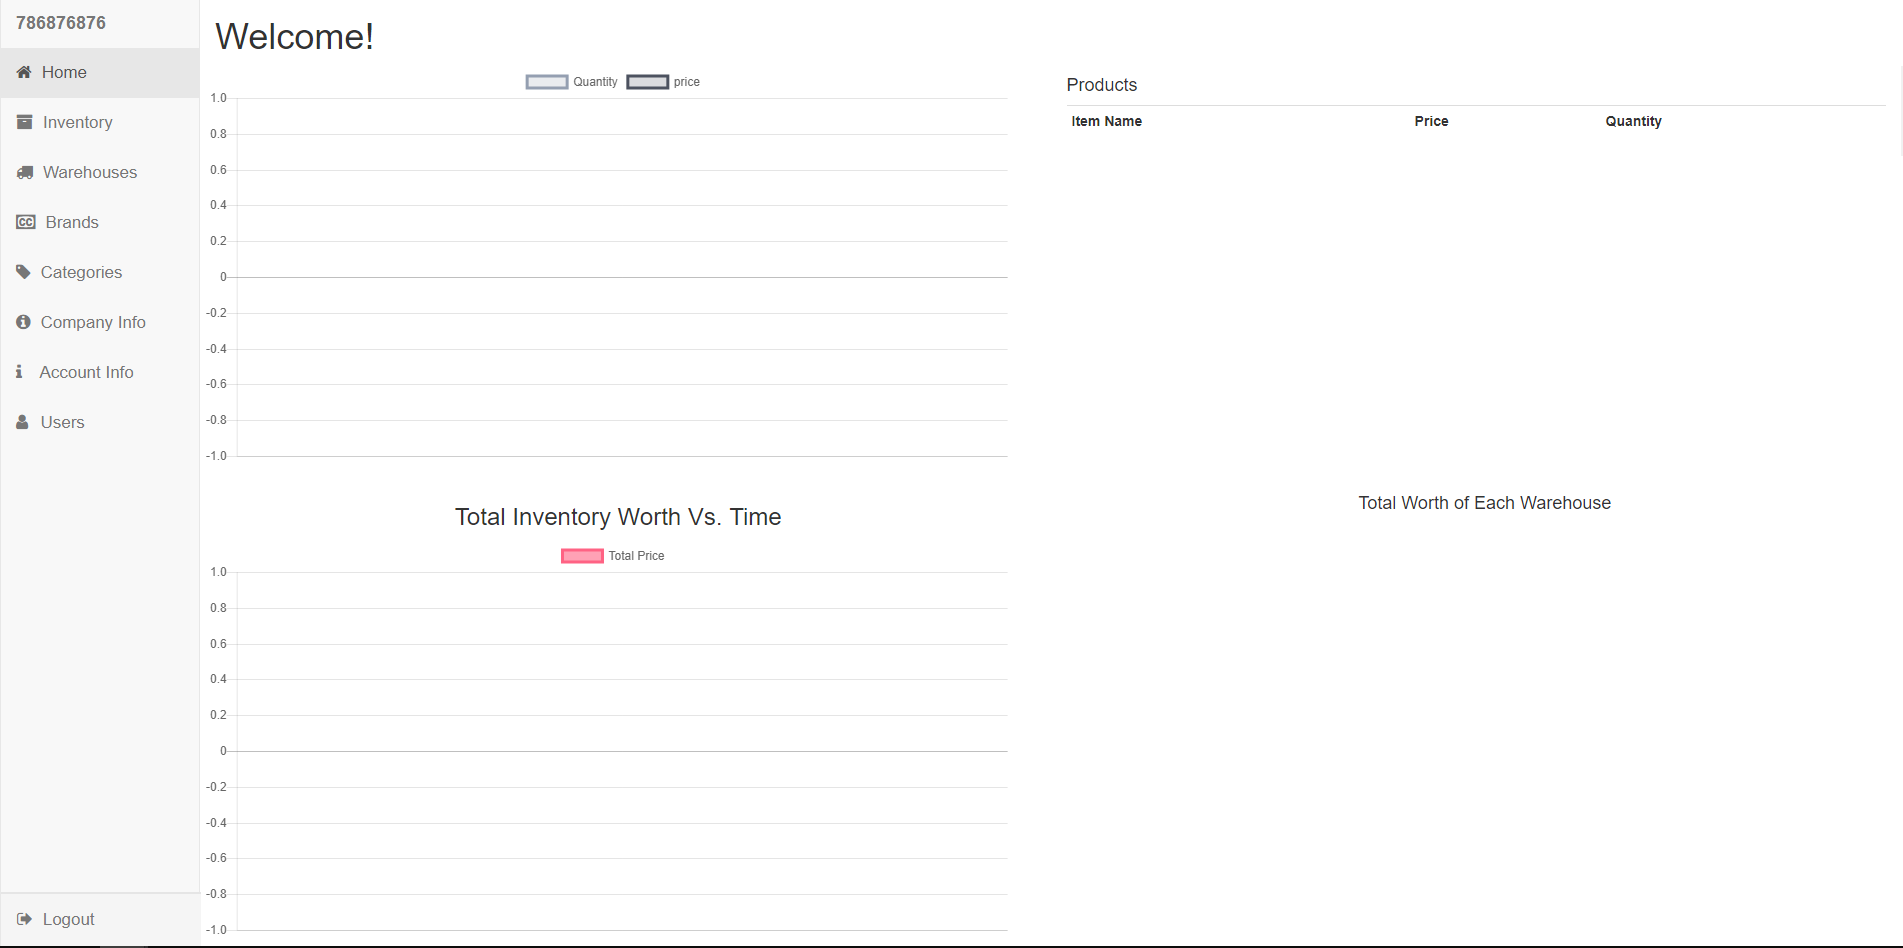 786876876
Home
Inventory
Warehouses
Brands
Categories
Company Info
Account Info
Users
Logout
Welcome!
Quantity price
1.0
0.8
0.6
0.4
0.2
0
-0.2
-0.4
-0.6
-0.8
-1.0
Products
Item Name Price Quantity
Total Inventory Worth Vs. Time
Total Price
1.0
0.8
0.6
0.4
0.2
0
-0.2
-0.4
-0.6
-0.8
-1.0
Total Worth of Each Warehouse